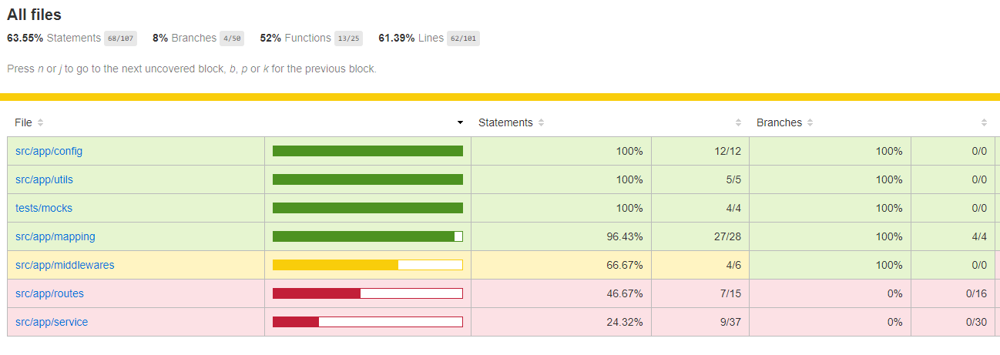 All files
63.55% Statements 68/107 8% Branches 4/50 52% Functions 13/25 61.39% Lines 62/101
Press n or j to go to the next uncovered block, b, p or k for the previous block.
File Statements Branches
src/app/config 100% 12/12 100% 0/0
src/app/utils 100% 5/5 100% 0/0
tests/mocks 100% 4/4 100% 0/0
src/app/mapping 96.43% 27/28 100% 4/4
src/app/middlewares 66.67% 4/6 100% 0/0
src/app/routes 46.67% 7/15 0% 0/16
src/app/service 24.32% 9/37 0% 0/30